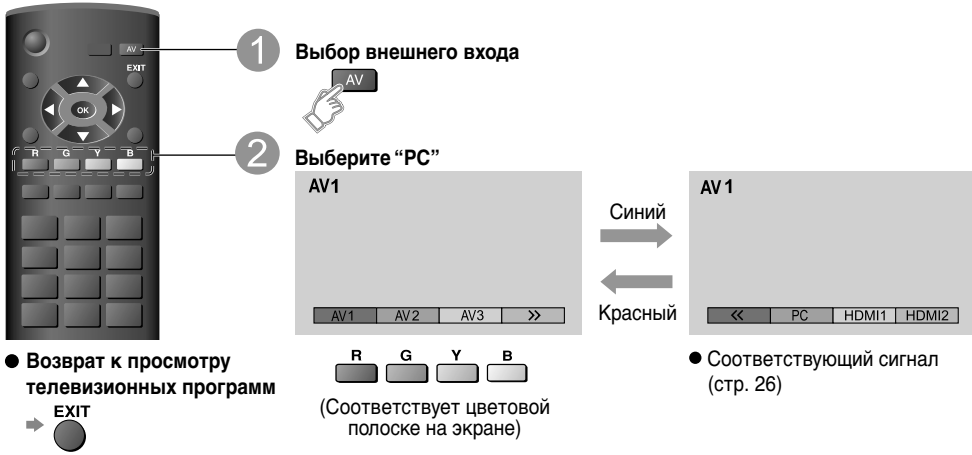 AV
EXIT
OK
R G Y B
1
Выбор внешнего входа
AV
2
Выберите “PC”
AV1
AV1 AV2 AV3 >>
Синий
Красный
AV 1
<< PC HDMI1 HDMI2
R G Y B
(Соответствует цветовой
полоске на экране)
● Соответствующий сигнал
(стр. 26)
● Возврат к просмотру
телевизионных программ
EXIT